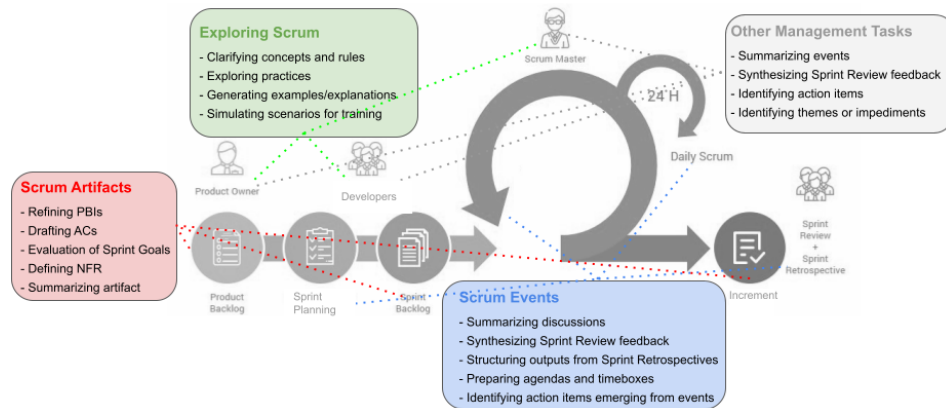 Exploring Scrum
- Clarifying concepts and rules
- Exploring practices
- Generating examples/explanations
- Simulating scenarios for training
Scrum Master
Other Management Tasks
- Summarizing events
- Synthesizing Sprint Review feedback
- Identifying action items
- Identifying themes or impediments
24 H
Daily Scrum
Product Owner
Developers
Scrum Artifacts
- Refining PBIs
- Drafting ACs
- Evaluation of Sprint Goals
- Defining NFR
- Summarizing artifact
Product
Backlog
Sprint
Planning
Sprint
Backlog
Increment
Sprint
Review
+
Sprint
Retrospective
Scrum Events
- Summarizing discussions
- Synthesizing Sprint Review feedback
- Structuring outputs from Sprint Retrospectives
- Preparing agendas and timeboxes
- Identifying action items emerging from events